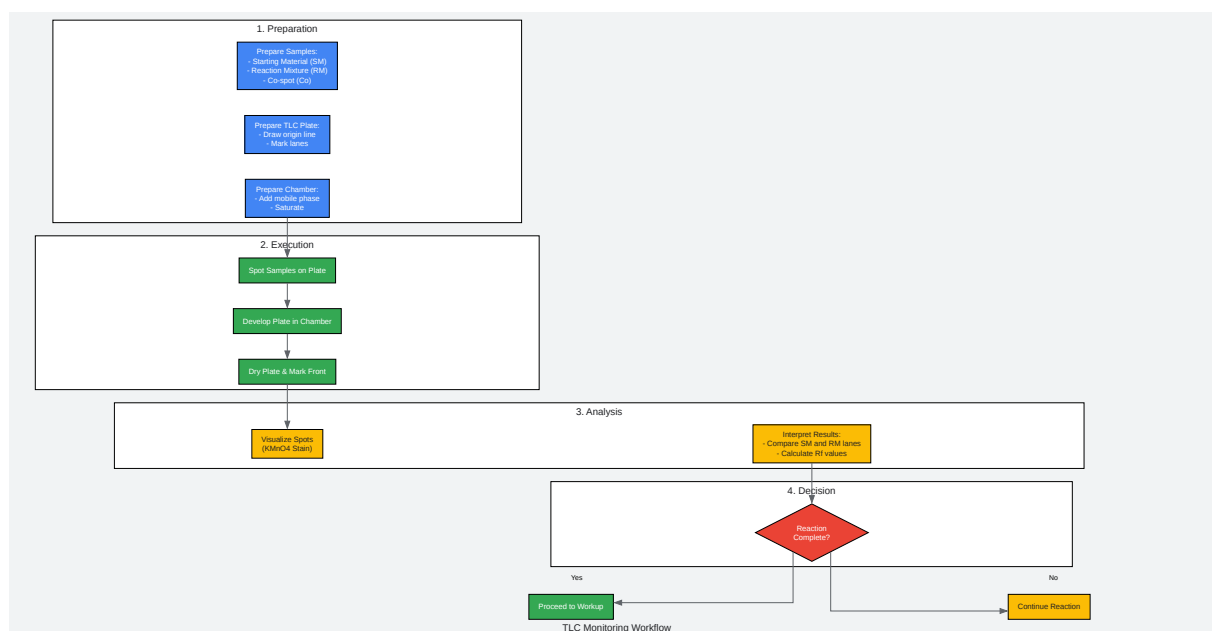 1. Preparation
Prepare Samples:
- Starting Material (SM)
- Reaction Mixture (RM)
- Co-spot (Co)
Prepare TLC Plate:
- Draw origin line
- Mark lanes
Prepare Chamber:
- Add mobile phase
- Saturate
2. Execution
Spot Samples on Plate
Develop Plate in Chamber
Dry Plate & Mark Front
3. Analysis
Visualize Spots
(KMnO4 Stain)
Interpret Results:
- Compare SM and RM lanes
- Calculate Rf values
4. Decision
Reaction
Complete?
Yes
No
Proceed to Workup
Continue Reaction
TLC Monitoring Workflow